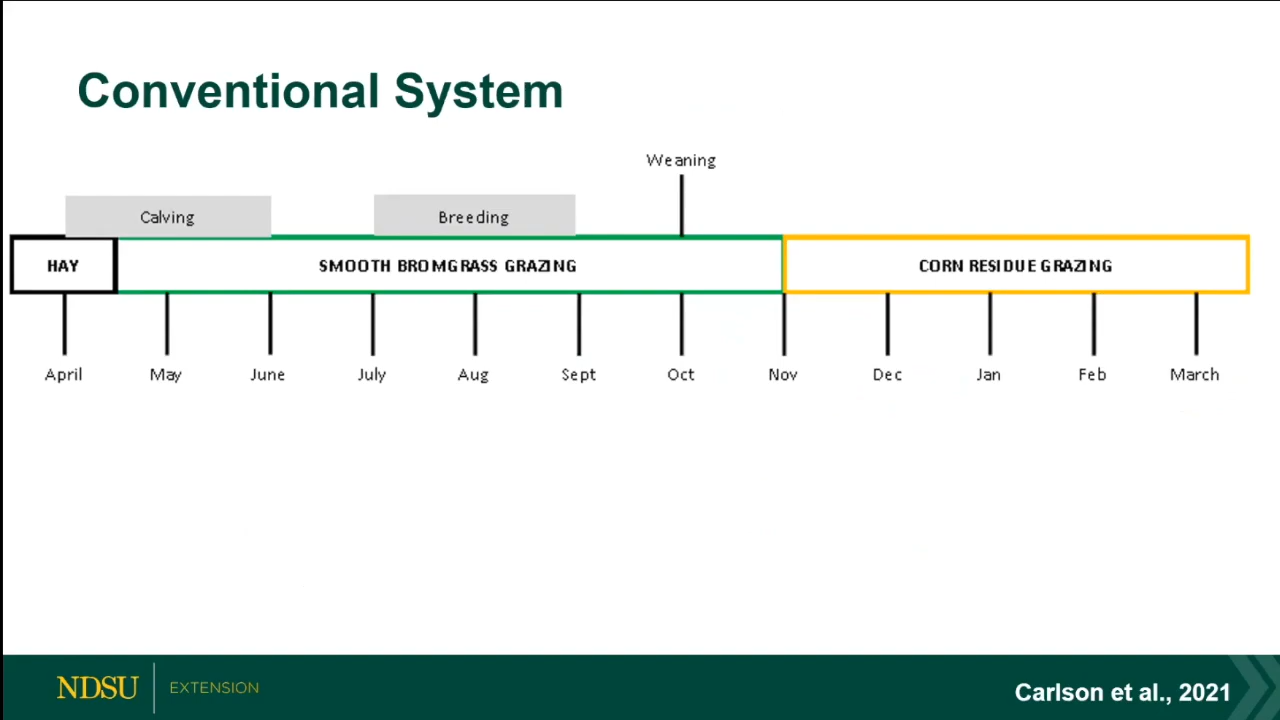 Conventional System
Weaning
Calving
Breeding
HAY
SMOOTH BROMGRASS GRAZING
CORN RESIDUE GRAZING
April May June July Aug Sept Oct Nov Dec Jan Feb March
NDSU EXTENSION
Carlson et al., 2021